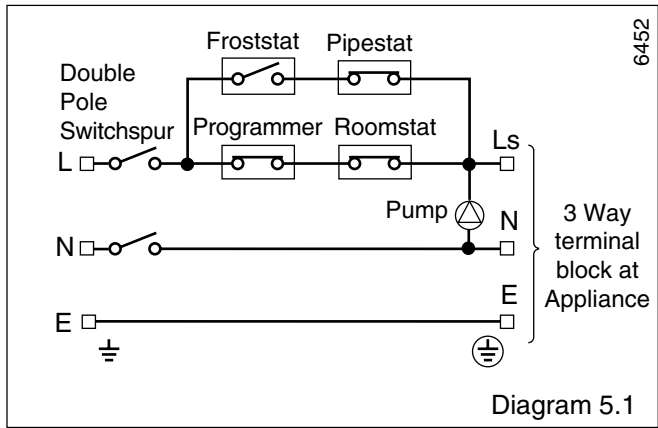 6452
Froststat Pipestat
Double
Pole
Switchspur
Programmer Roomstat
L
Ls
Pump
N
N
3 Way
terminal
block at
Appliance
E
E
Diagram 5.1